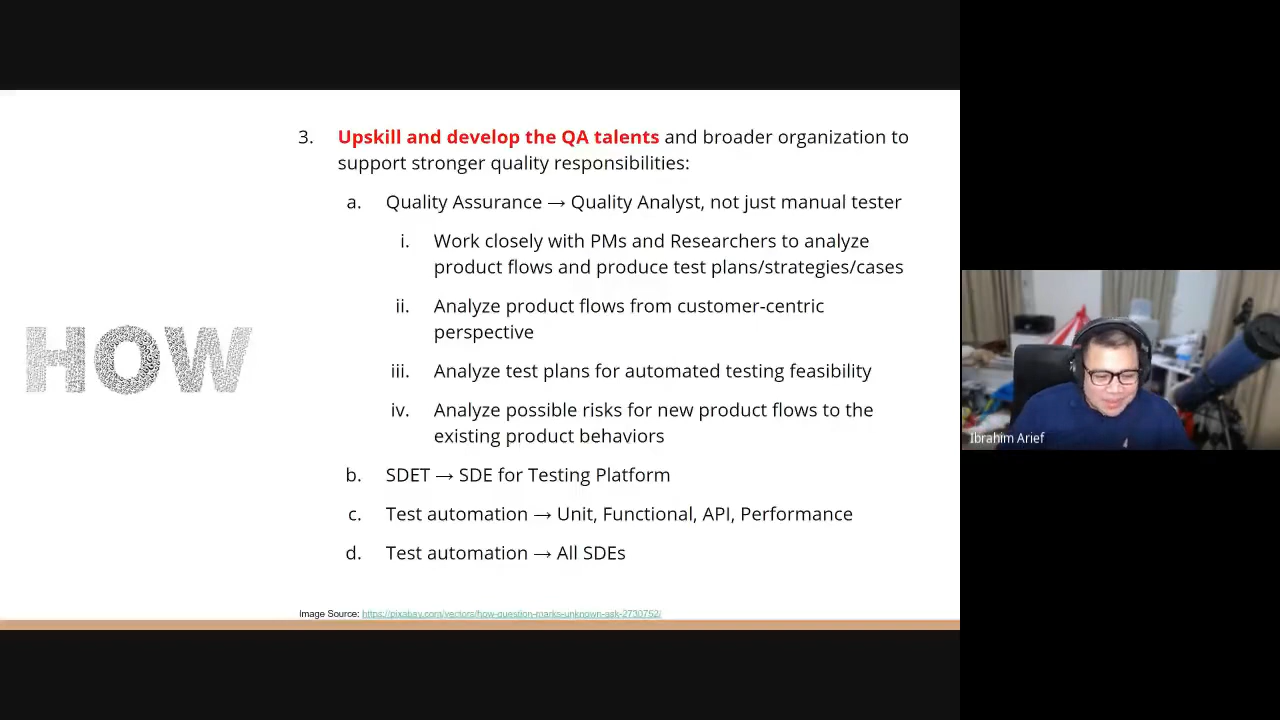 HOW
3. Upskill and develop the QA talents and broader organization to
support stronger quality responsibilities:
a. Quality Assurance → Quality Analyst, not just manual tester
i. Work closely with PMs and Researchers to analyze
product flows and produce test plans/strategies/cases
ii. Analyze product flows from customer-centric
perspective
iii. Analyze test plans for automated testing feasibility
iv. Analyze possible risks for new product flows to the
existing product behaviors
b. SDET → SDE for Testing Platform
c. Test automation → Unit, Functional, API, Performance
d. Test automation → All SDEs
Image Source: https://pixabay.com/vectors/how-question-marks-unknown-ask-2730752/
Ibrahim Arief